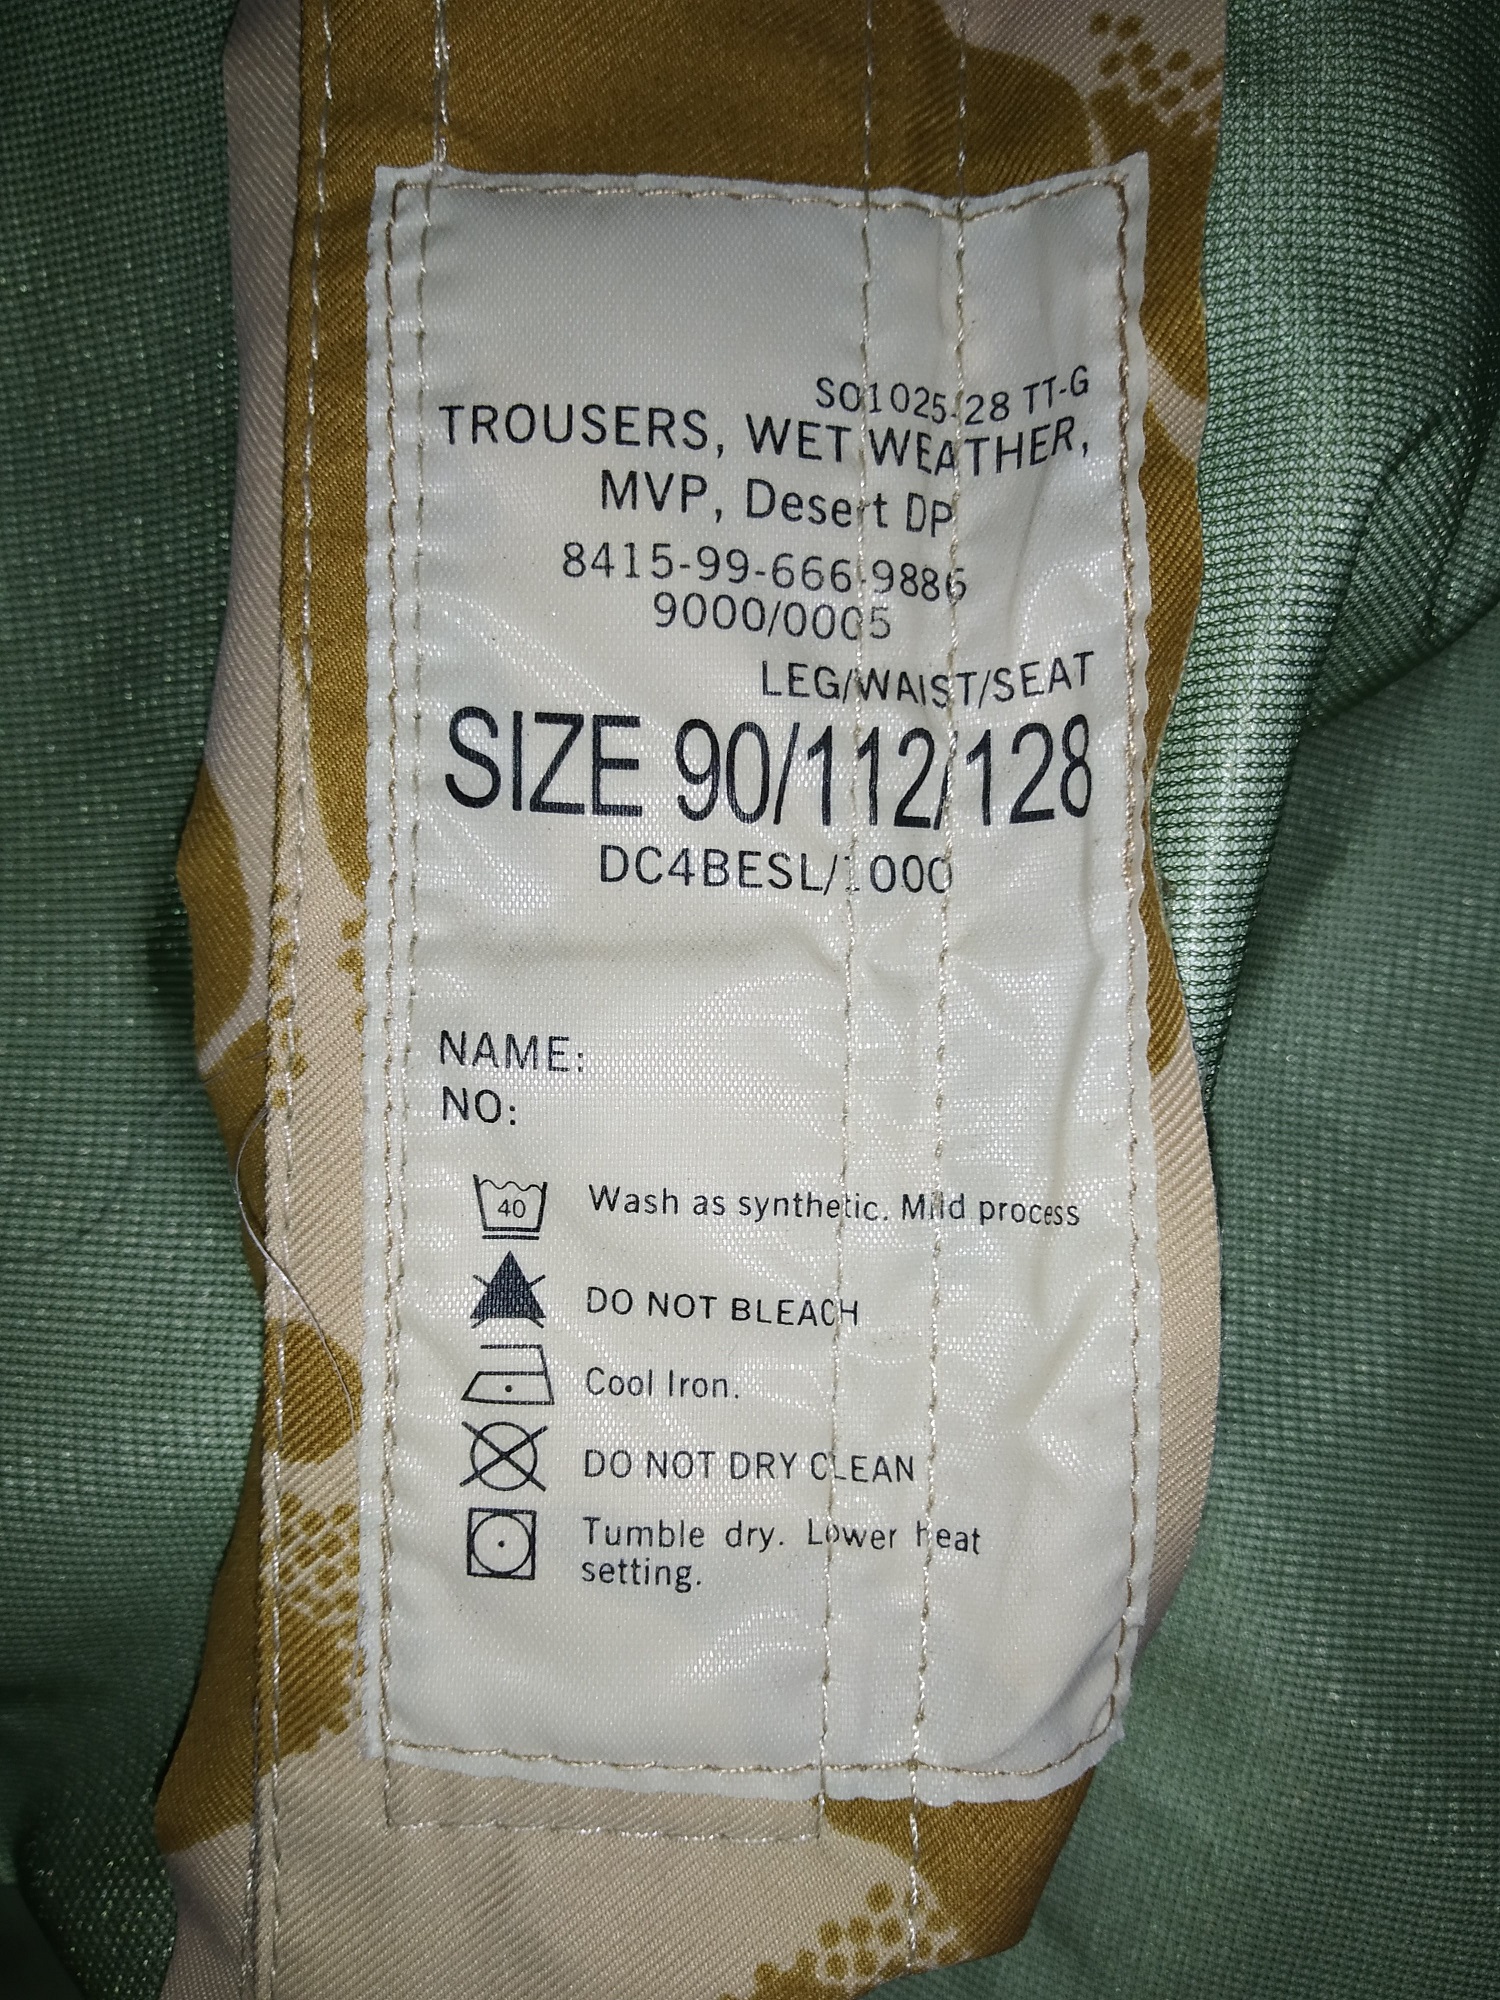 SO1025-28 TT-G
TROUSERS, WET WEATHER,
MVP, Desert DP
8415-99-666-9886
9000/0005
LEG/WAIST/SEAT
SIZE 90/112/128
DC4BESL/1000
NAME:
NO:
40 Wash as synthetic. Mild process
DO NOT BLEACH
Cool Iron.
DO NOT DRY CLEAN
Tumble dry. Lower heat
setting.